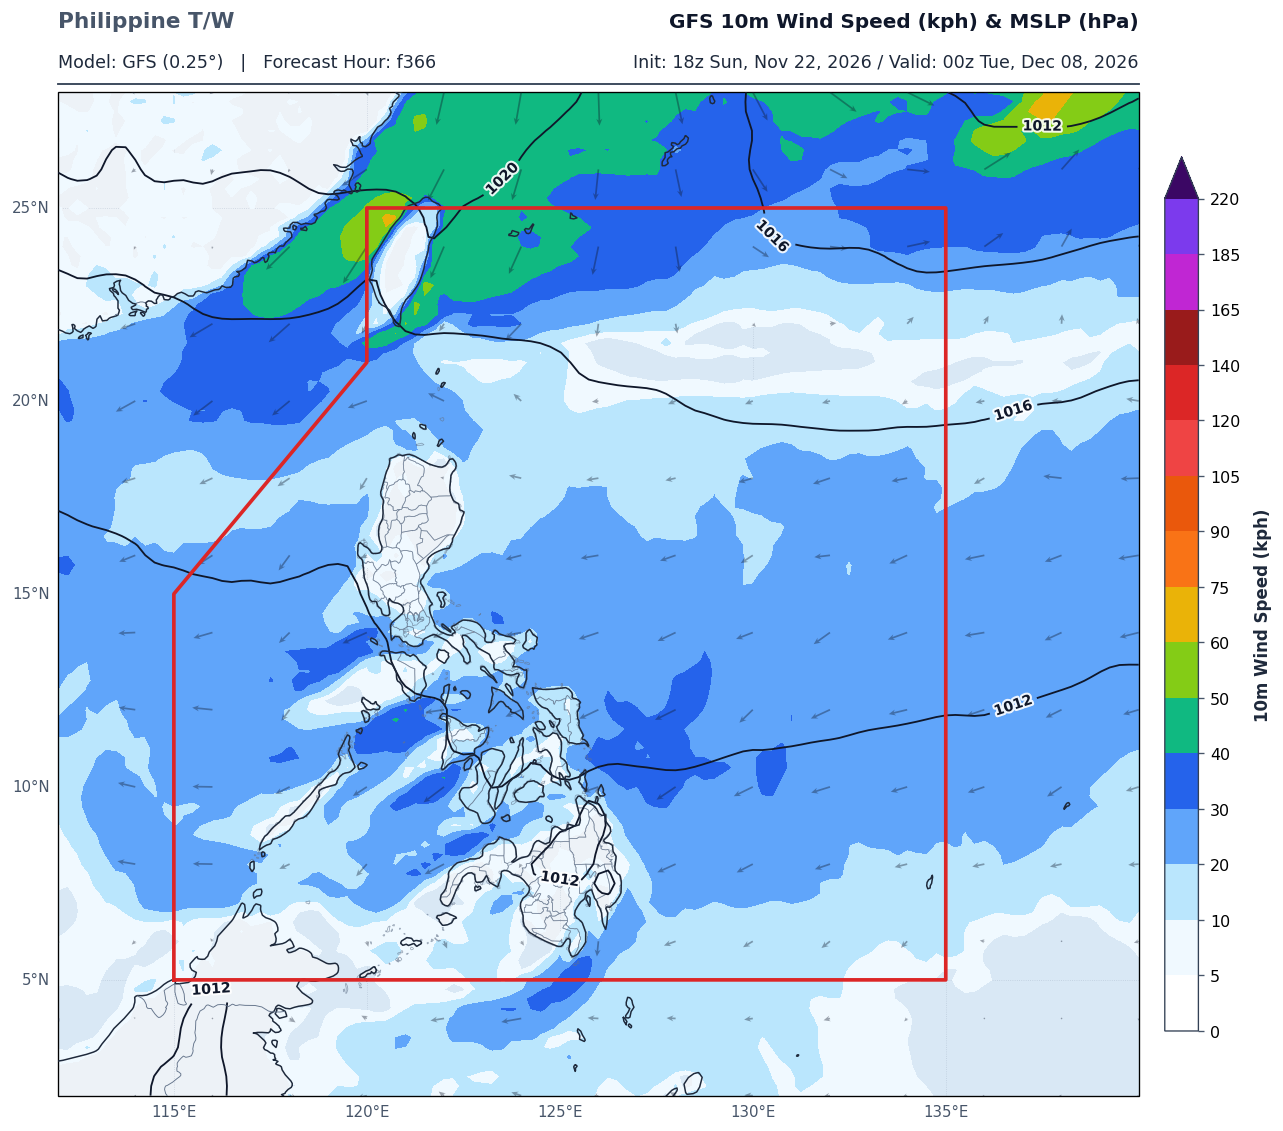 Philippine T/W
GFS 10m Wind Speed (kph) & MSLP (hPa)
Model: GFS (0.25°) | Forecast Hour: f366
Init: 18z Sun, Nov 22, 2026 / Valid: 00z Tue, Dec 08, 2026
1012
1020
1016
1016
1012
1012
1012
25°N
20°N
15°N
10°N
5°N
115°E
120°E
125°E
130°E
135°E
220
185
165
140
120
105
90
75
60
50
40
30
20
10
5
0
10m Wind Speed (kph)